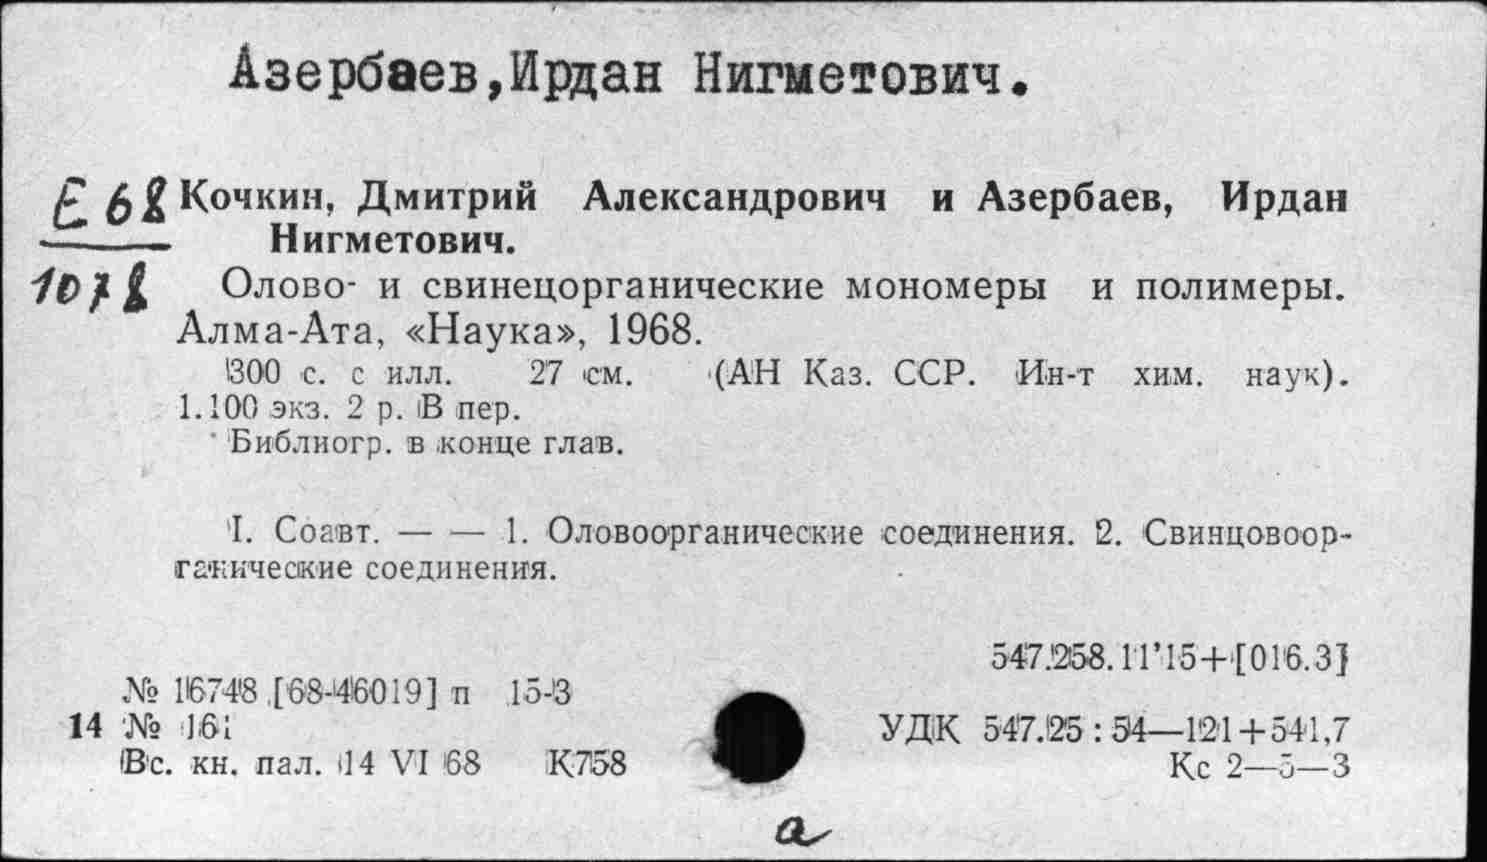 Азербаев,Ирдан Нигметович.
Е 68
1072
Кочкин, Дмитрий Александрович и Азербаев, Ирдан
Нигметович.
Олово- и свинецорганические мономеры и полимеры.
Алма-Ата, «Наука», 1968.
300 с. с илл. 27 см. (АН Каз. ССР. Ин-т хим. наук).
1.100 экз. 2 р. В пер.
Библиогр. в конце глав.
I. Соавт. — — 1. Оловоорганические соединения. 2. Свинцовоор-
ганические соединения.
547.258.11’15+[016.3]
№ 16748 [68-46019] п 15-3
14 № 161 УДК 547.25 : 54—121+541,7
Вс. кн. пал. 14 VI 68 К758 Кс 2—5—3
а